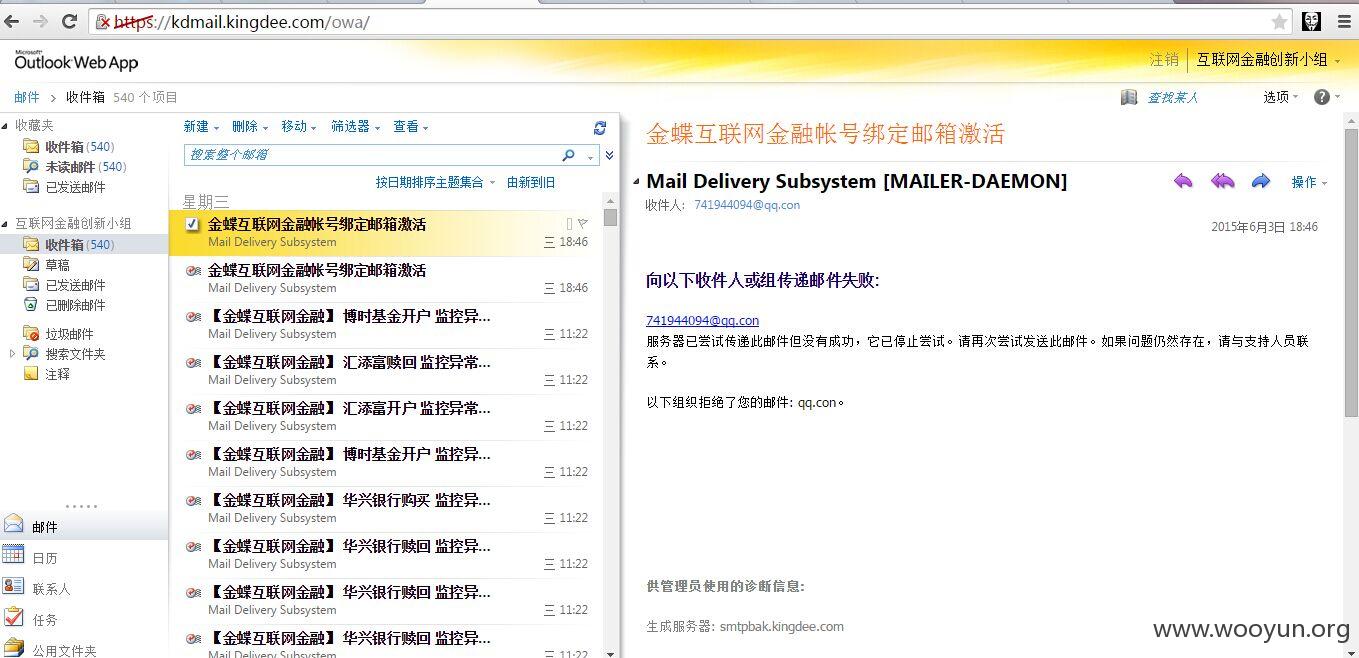 https://kdmail.kingdee.com/owa/
Microsoft®
Outlook Web App
注销 互联网金融创新小组
邮件 > 收件箱 540 个项目
查找某人 选项
收藏夹
收件箱 (540)
未读邮件 (540)
已发送邮件
互联网金融创新小组
收件箱 (540)
草稿
已发送邮件
已删除邮件
垃圾邮件
搜索文件夹
注释
邮件
日历
联系人
任务
公用文件夹
新建 删除 移动 筛选器 查看
搜索整个邮箱
按日期排序主题集合 由新到旧
星期三
金蝶互联网金融帐号绑定邮箱激活
Mail Delivery Subsystem 三 18:46
金蝶互联网金融帐号绑定邮箱激活
Mail Delivery Subsystem 三 18:46
【金蝶互联网金融】博时基金开户 监控异...
Mail Delivery Subsystem 三 11:22
【金蝶互联网金融】汇添富赎回 监控异常...
Mail Delivery Subsystem 三 11:22
【金蝶互联网金融】汇添富开户 监控异常...
Mail Delivery Subsystem 三 11:22
【金蝶互联网金融】博时基金开户 监控异...
Mail Delivery Subsystem 三 11:22
【金蝶互联网金融】华兴银行购买 监控异...
Mail Delivery Subsystem 三 11:22
【金蝶互联网金融】华兴银行赎回 监控异...
Mail Delivery Subsystem 三 11:22
【金蝶互联网金融】华兴银行赎回 监控异...
Mail Delivery Subsystem 三 11:22
【金蝶互联网金融】华兴银行赎回 监控异...
Mail Delivery Subsystem 三 11:22
金蝶互联网金融帐号绑定邮箱激活
Mail Delivery Subsystem [MAILER-DAEMON]
操作
收件人: 741944094@qq.con
2015年6月3日 18:46
向以下收件人或组传递邮件失败:
741944094@qq.con
服务器已尝试传递此邮件但没有成功，它已停止尝试。请再次尝试发送此邮件。如果问题仍然存在，请与支持人员联
系。
以下组织拒绝了您的邮件: qq.con。
供管理员使用的诊断信息:
生成服务器: smtpbak.kingdee.com
www.wooyun.org